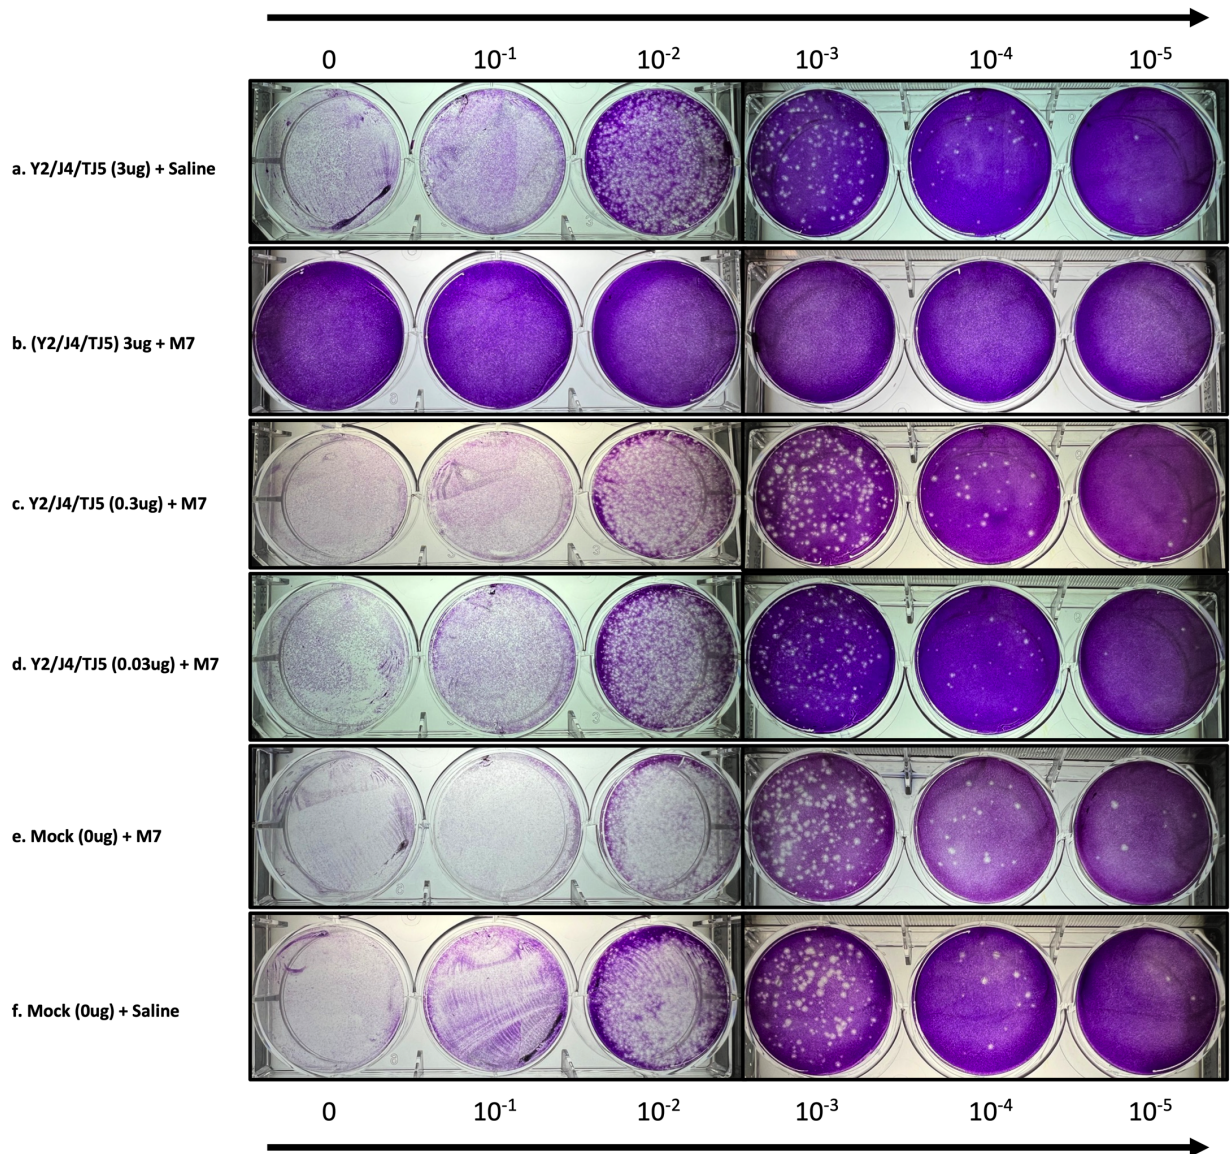 0 10-1 10-2 10-3 10-4 10-5
a. Y2/J4/TJ5 (3ug) + Saline
b. (Y2/J4/TJ5) 3ug + M7
c. Y2/J4/TJ5 (0.3ug) + M7
d. Y2/J4/TJ5 (0.03ug) + M7
e. Mock (0ug) + M7
f. Mock (0ug) + Saline
0 10-1 10-2 10-3 10-4 10-5